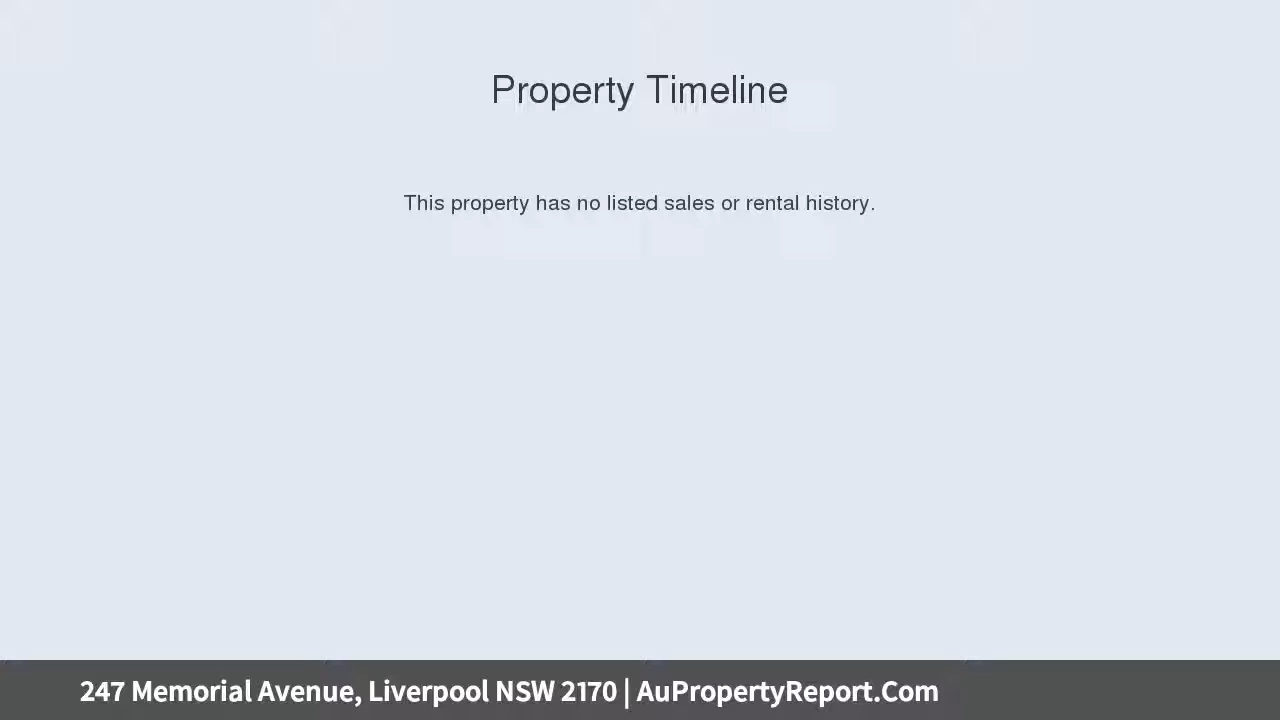 Property Timeline
This property has no listed sales or rental history.
247 Memorial Avenue, Liverpool NSW 2170 | AuPropertyReport.Com